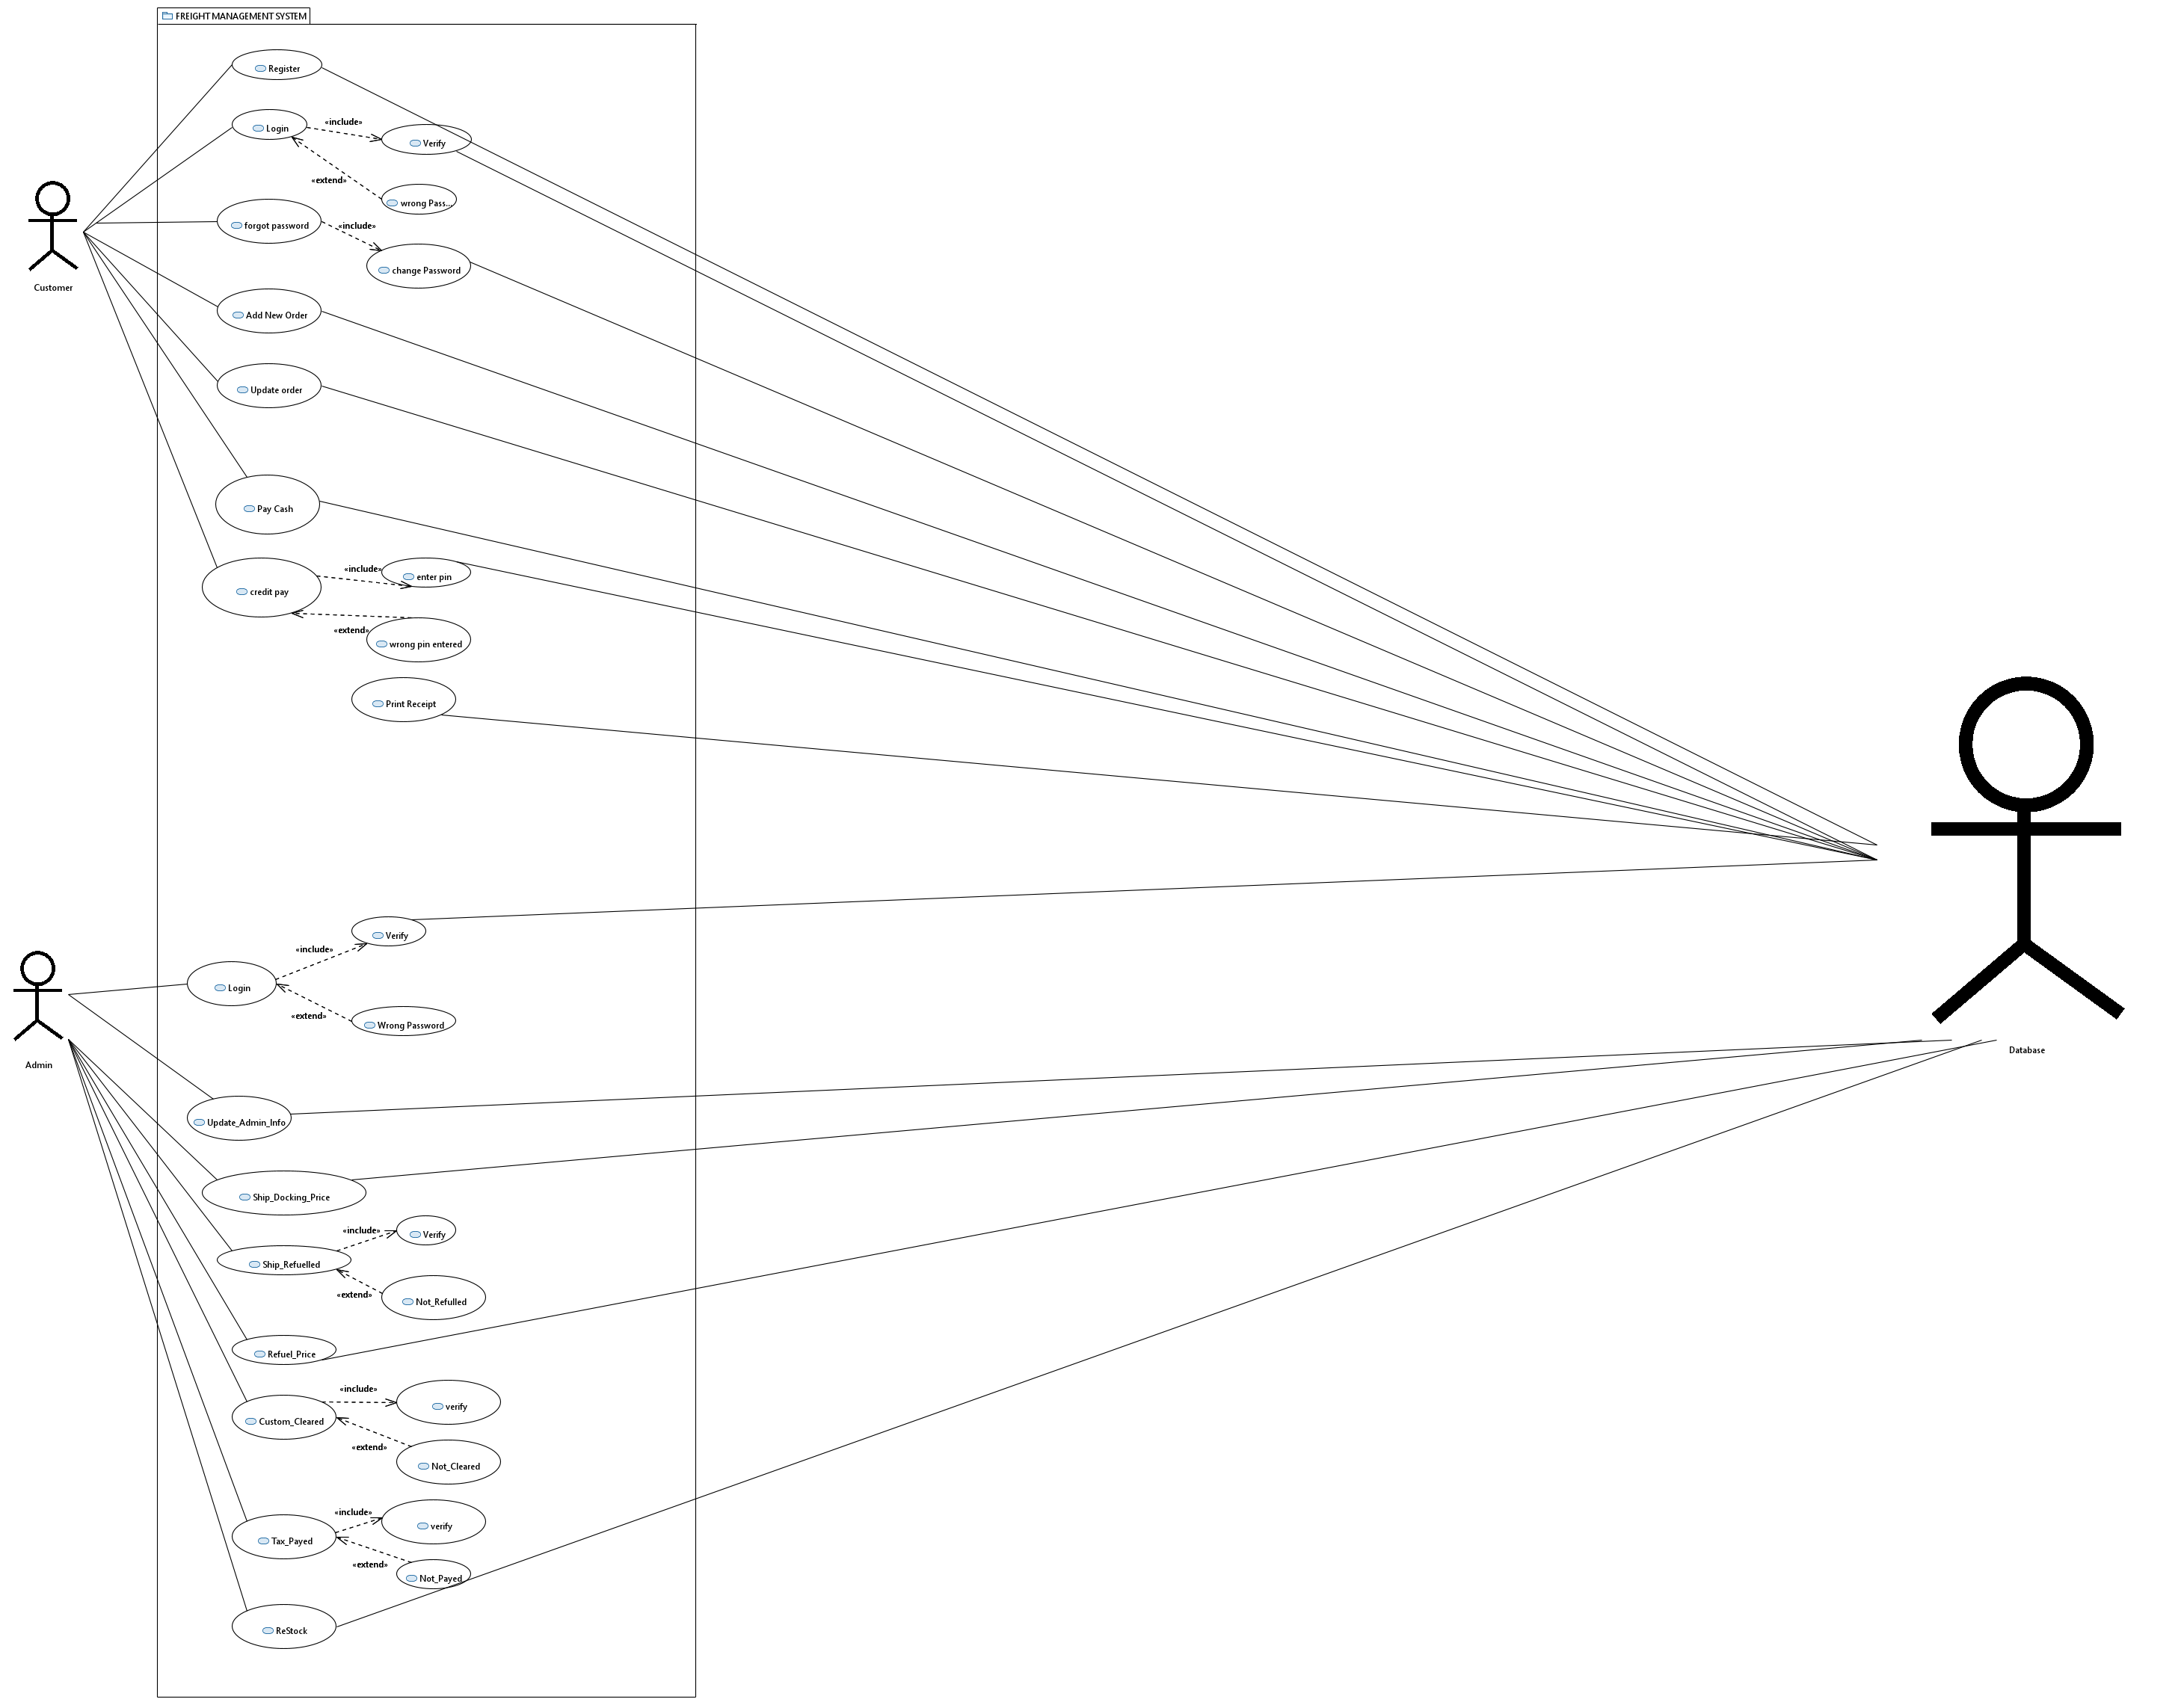 FREIGHT MANAGEMENT SYSTEM
Register
Login
«include»
Verify
«extend»
wrong Pass...
forgot password
«include»
change Password
Customer
Add New Order
Update order
Pay Cash
credit pay
«include»
enter pin
«extend»
wrong pin entered
Print Receipt
Verify
«include»
Login
«extend»
Wrong Password
Admin
Database
Update_Admin_Info
Ship_Docking_Price
«include»
Verify
Ship_Refuelled
«extend»
Not_Refulled
Refuel_Price
«include»
verify
Custom_Cleared
«extend»
Not_Cleared
«include»
verify
Tax_Payed
«extend»
Not_Payed
ReStock